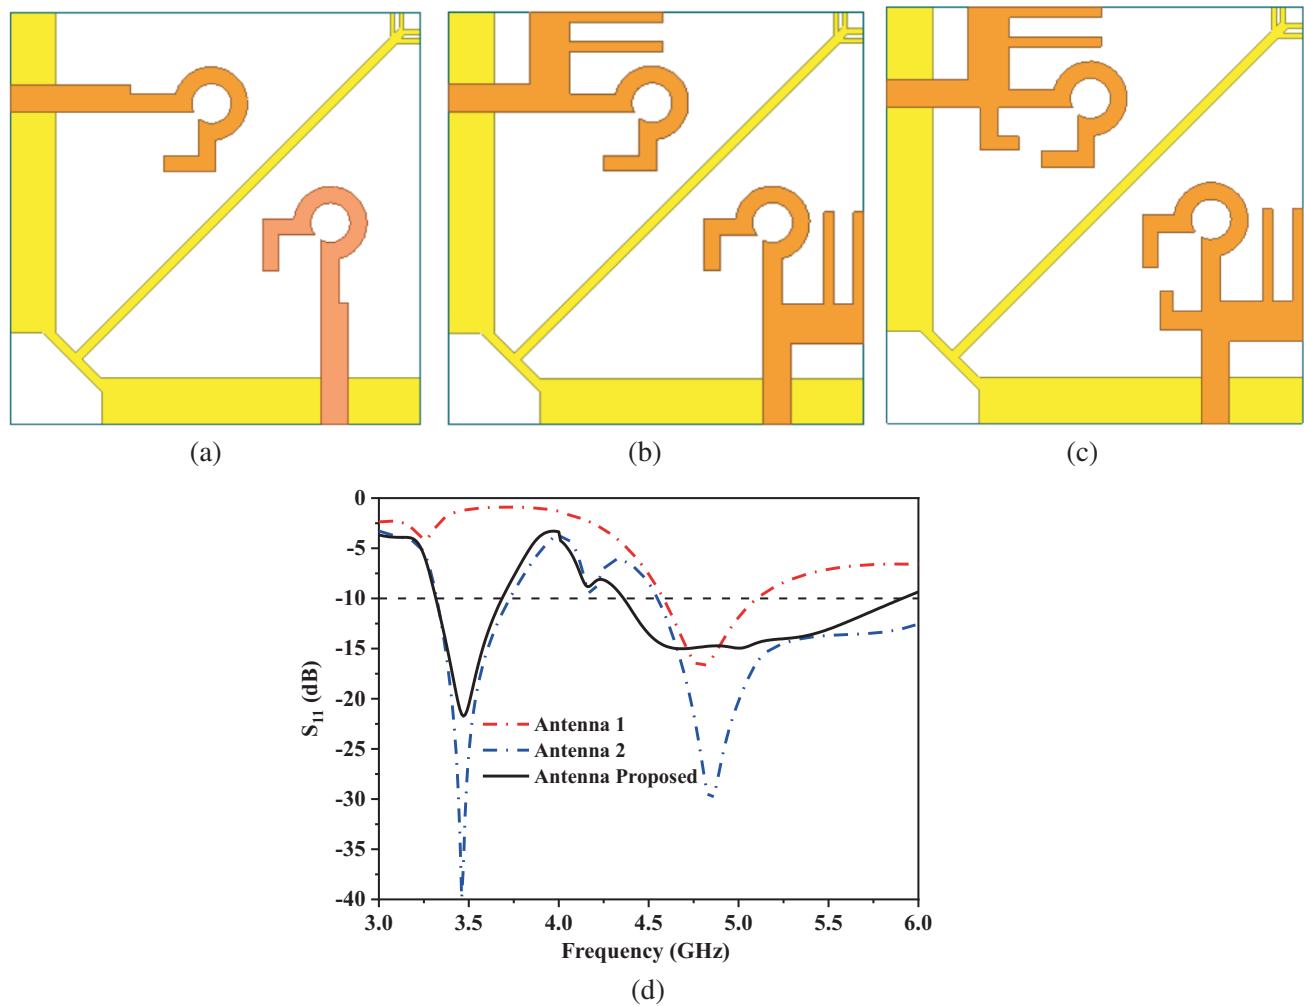 (a)
(b)
(c)
0
-5
-10
-15
-20
-25
-30
-35
-40
S11 (dB)
Antenna 1
Antenna 2
Antenna Proposed
3.0 3.5 4.0 4.5 5.0 5.5 6.0
Frequency (GHz)
(d)